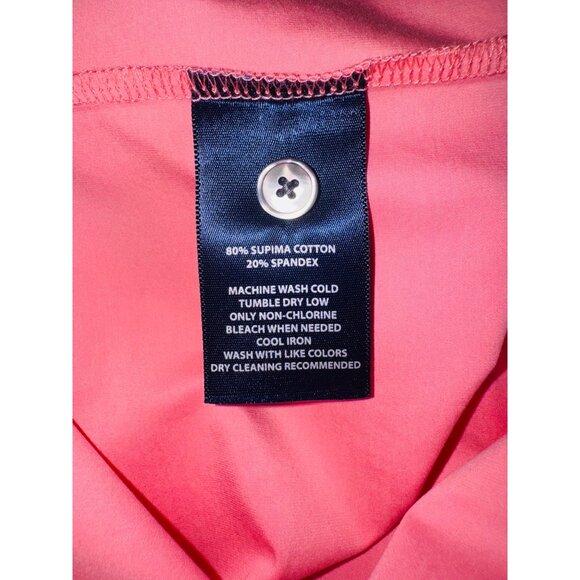 80% SUPIMA COTTON
20% SPANDEX
MACHINE WASH COLD
TUMBLE DRY LOW
ONLY NON-CHLORINE
BLEACH WHEN NEEDED
COOL IRON
WASH WITH LIKE COLORS
DRY CLEANING RECOMMENDED